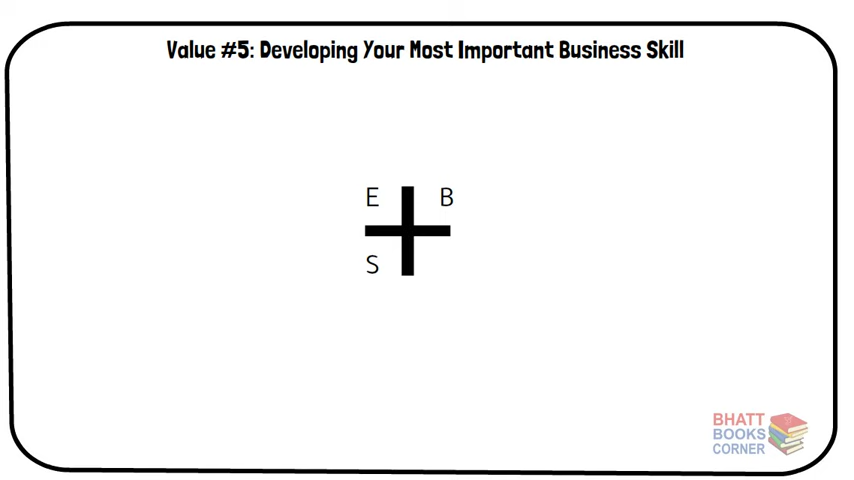 Value #5: Developing Your Most Important Business Skill
E B
S
BHATT
BOOKS
CORNER